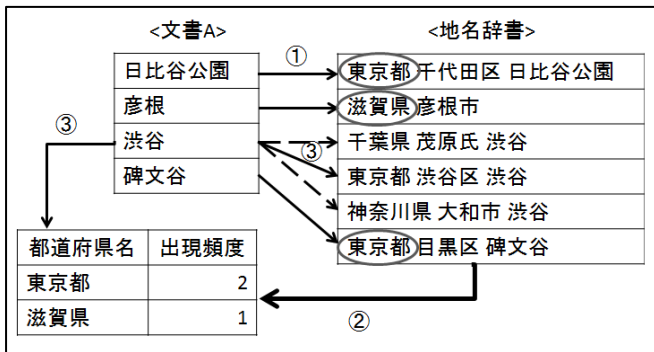 <文書A>
日比谷公園
彦根
渋谷
碑文谷
<地名辞書>
東京都 千代田区 日比谷公園
滋賀県 彦根市
千葉県 茂原氏 渋谷
東京都 渋谷区 渋谷
神奈川県 大和市 渋谷
東京都 目黒区 碑文谷
①
③
③
都道府県名 出現頻度
東京都 2
滋賀県 1
②